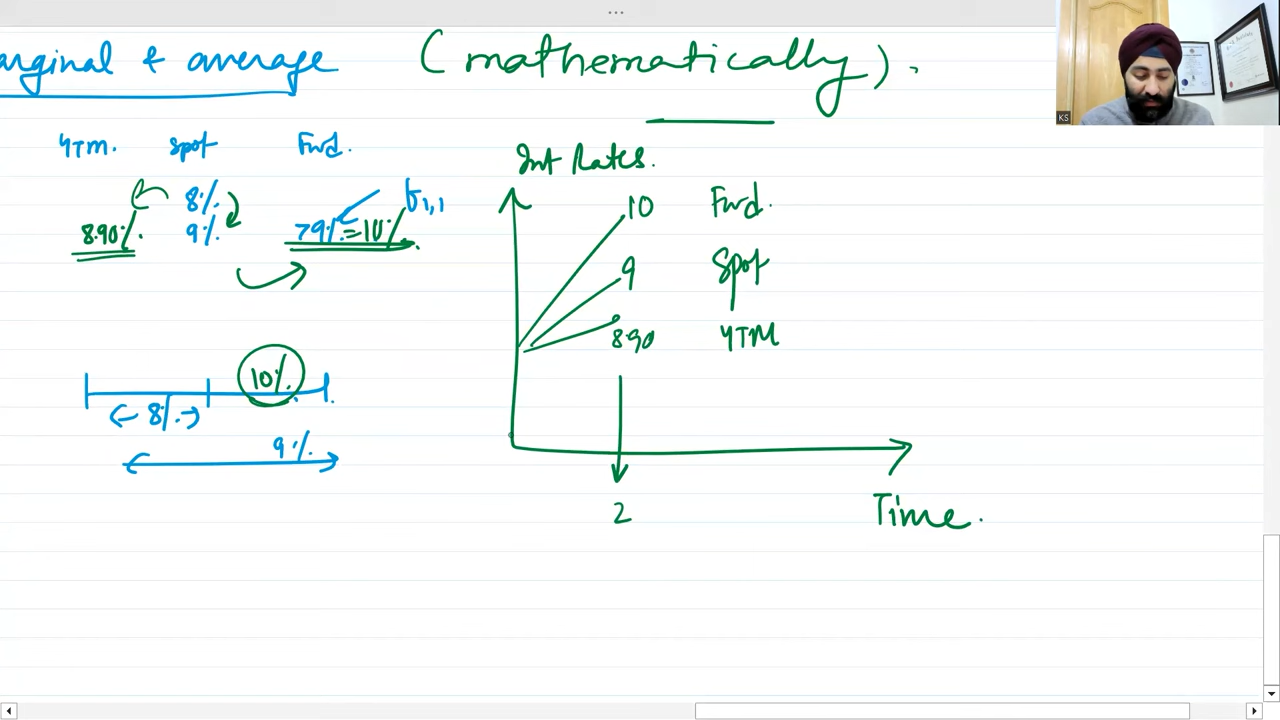 arginal & average (mathematically).
YTM. Spot Fwd.
8%
8.90%. 9% >9% = 10% f1,1
10%.
8%.
9%.
Int Rates.
10 Fwd.
9 Spot
8.90 YTM
2
Time.
KS